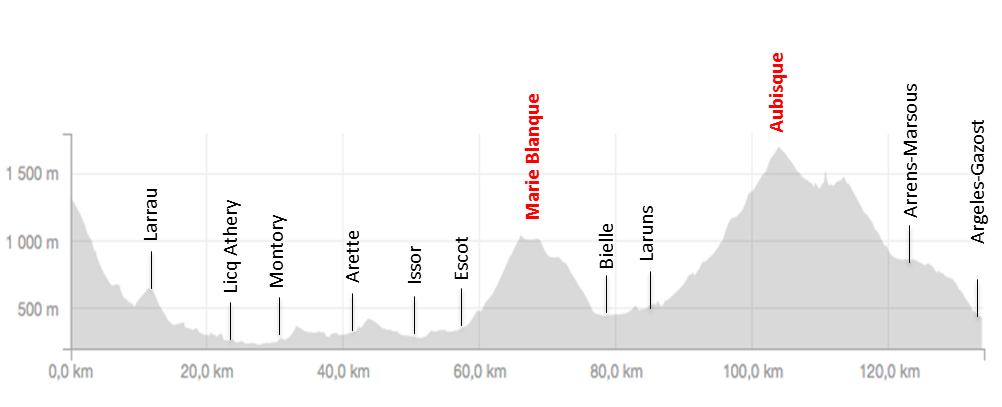 Aubisque
Marie Blanque
Arrens-Marsous
Argeles-Gazost
1 500 m
Larrau
Licq Athery
Montory
Arette
Issor
Escot
Bielle
Laruns
1 000 m
500 m
0,0 km
20,0 km
40,0 km
60,0 km
80,0 km
100,0 km
120,0 km